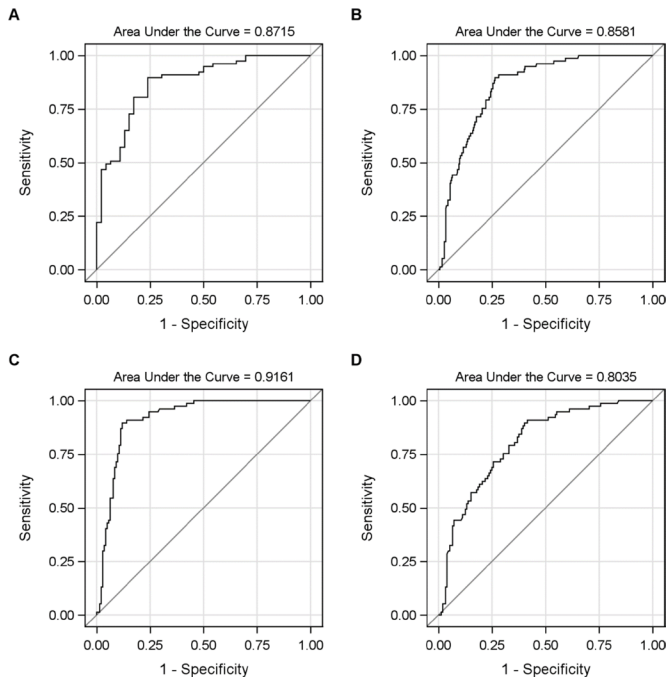 A
Area Under the Curve = 0.8715
1.00
0.75
0.50
0.25
0.00
Sensitivity
0.00 0.25 0.50 0.75 1.00
1 - Specificity
B
Area Under the Curve = 0.8581
1.00
0.75
0.50
0.25
0.00
Sensitivity
0.00 0.25 0.50 0.75 1.00
1 - Specificity
C
Area Under the Curve = 0.9161
1.00
0.75
0.50
0.25
0.00
Sensitivity
0.00 0.25 0.50 0.75 1.00
1 - Specificity
D
Area Under the Curve = 0.8035
1.00
0.75
0.50
0.25
0.00
Sensitivity
0.00 0.25 0.50 0.75 1.00
1 - Specificity